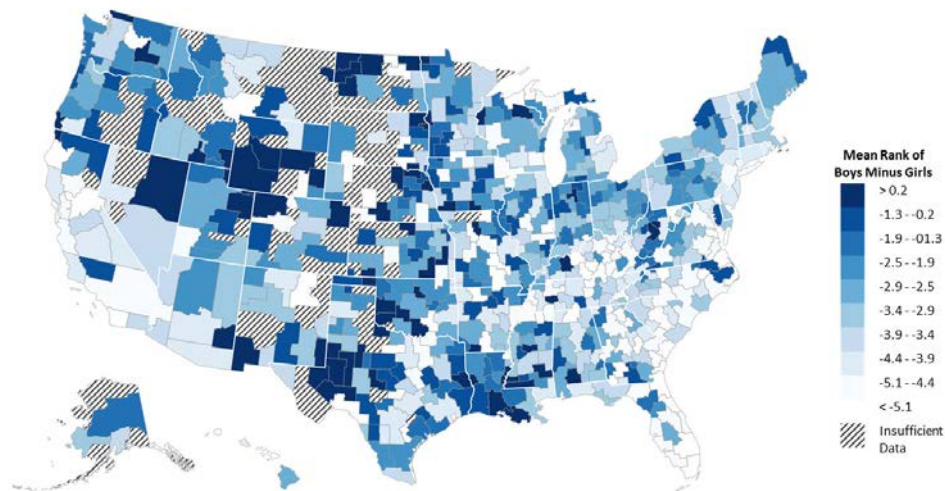 Mean Rank of
Boys Minus Girls
> 0.2
-1.3 - -0.2
-1.9 - -01.3
-2.5 - -1.9
-2.9 - -2.5
-3.4 - -2.9
-3.9 - -3.4
-4.4 - -3.9
-5.1 - -4.4
< -5.1
Insufficient
Data